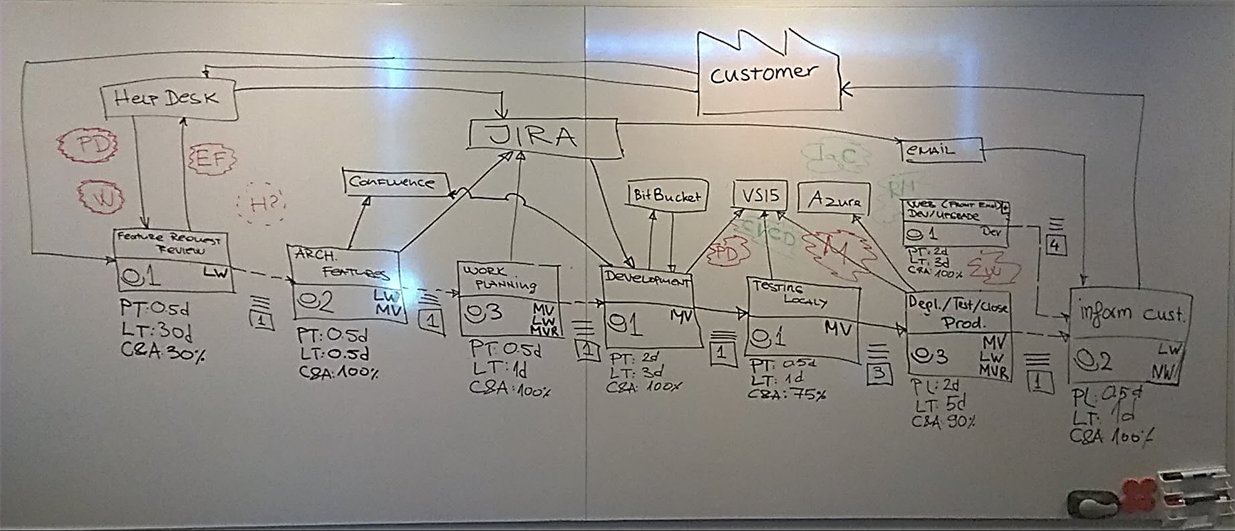 Customer
Help Desk
JIRA
EMAIL
PD
EF
W
H?
Confluence
BitBucket
VS15
Azure
I.C
CI/CD
PD
M
WEB (FRONT END)
DEV/UPGRADE
1 Dev
PT: 2d
LT: 3d
C&A: 100%
4
FEATURE REQUEST
REVIEW
1 LW
PT: 0.5d
LT: 30d
C&A: 30%
1
ARCH.
FEATURES
2 LW
MV
PT: 0.5d
LT: 0.5d
C&A: 100%
1
WORK
PLANNING
3 MV
LW
MVR
PT: 0.5d
LT: 1d
C&A: 100%
1
DEVELOPMENT
1 MV
PT: 2d
LT: 3d
C&A: 100%
1
TESTING
LOCALY
1 MV
PT: 0.5d
LT: 1d
C&A: 75%
3
Depl./Test/Close
Prod.
3 MV
LW
MVR
PL: 2d
LT: 5d
C&A: 90%
1
inform cust.
2 LW
NW
PL: 0.5d
LT: 1d
C&A: 100%